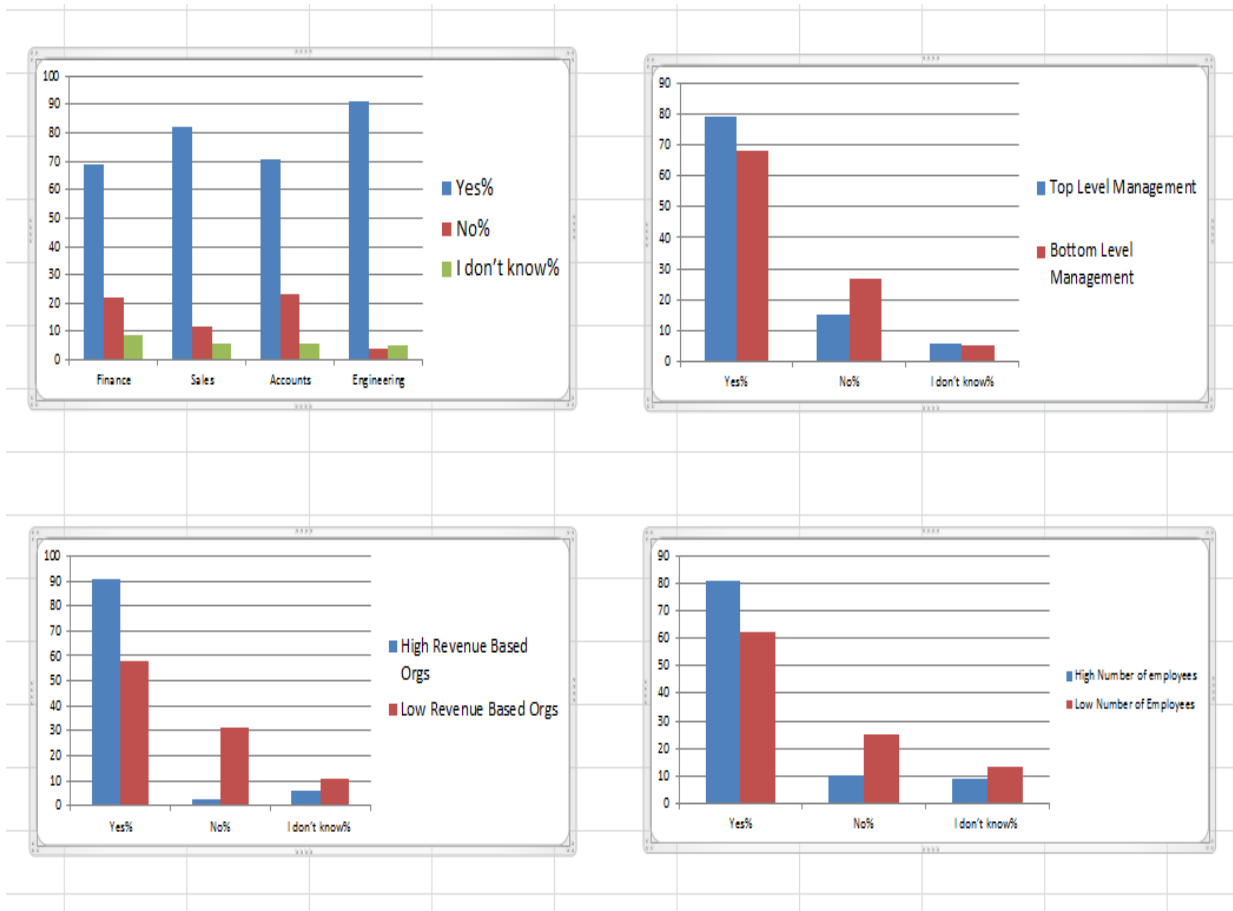 100
90
80
70
60
50
40
30
20
10
0
Finance Sales Accounts Engineering
Yes%
No%
I don't know%
90
80
70
60
50
40
30
20
10
0
Yes% No% I don't know%
Top Level Management
Bottom Level
Management
100
90
80
70
60
50
40
30
20
10
0
Yes% No% I don't know%
High Revenue Based
Orgs
Low Revenue Based Orgs
90
80
70
60
50
40
30
20
10
0
Yes% No% I don't know%
High Number of employees
Low Number of Employees